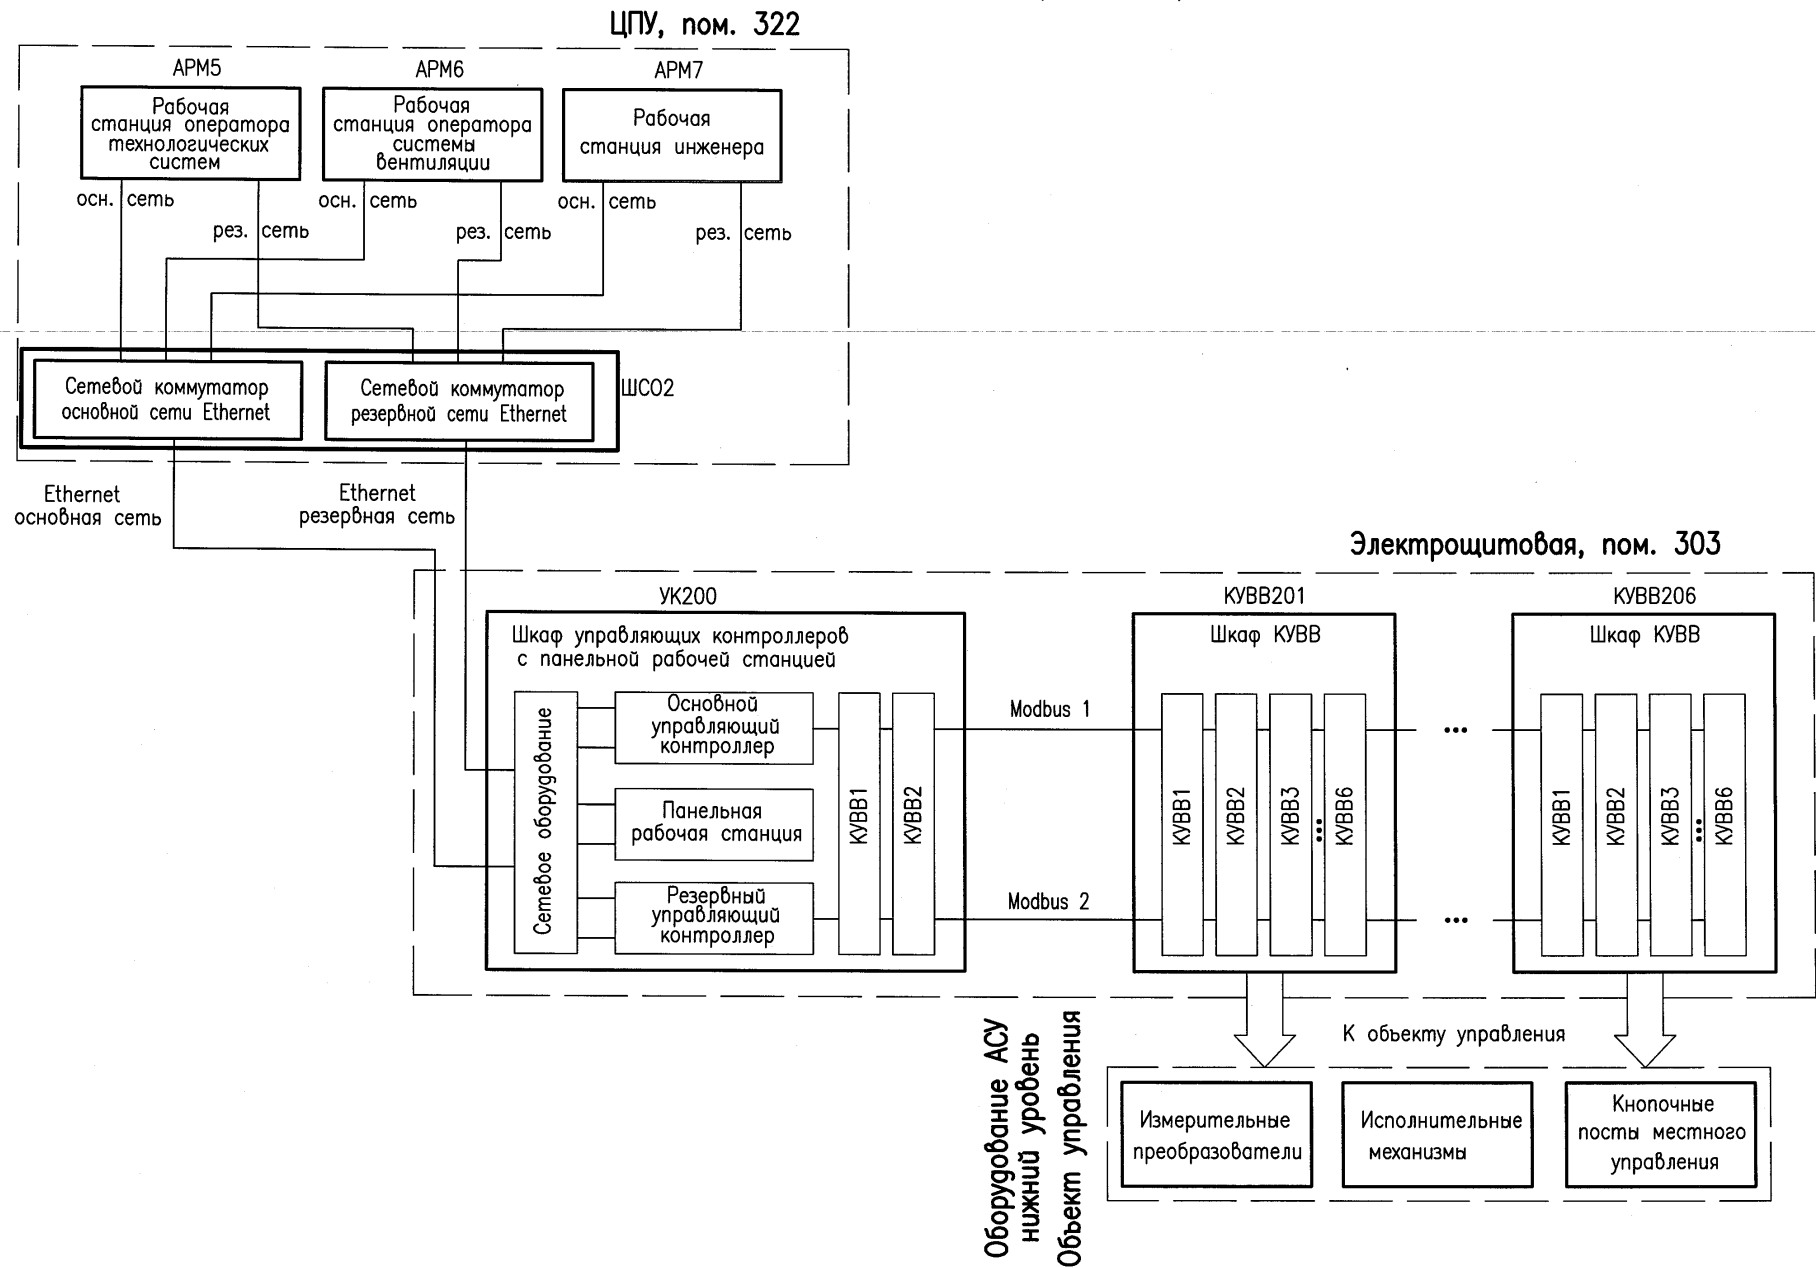 ЦПУ, пом. 322
АРМ5
АРМ6
АРМ7
Рабочая
станция оператора
технологических
систем
Рабочая
станция оператора
системы
вентиляции
Рабочая
станция инженера
осн. сеть
рез. сеть
осн. сеть
рез. сеть
осн. сеть
рез. сеть
Сетевой коммутатор
основной сети Ethernet
Сетевой коммутатор
резервной сети Ethernet
ШСО2
Ethernet
основная сеть
Ethernet
резервная сеть
Электрощитовая, пом. 303
УК200
Шкаф управляющих контроллеров
с панельной рабочей станцией
Сетевое оборудование
Основной
управляющий
контроллер
Панельная
рабочая станция
Резервный
управляющий
контроллер
КУВВ1
КУВВ2
Modbus 1
Modbus 2
КУВВ201
Шкаф КУВВ
КУВВ1
КУВВ2
КУВВ3
...
КУВВ6
...
...
КУВВ206
Шкаф КУВВ
КУВВ1
КУВВ2
КУВВ3
...
КУВВ6
К объекту управления
Оборудование АСУ
нижний уровень
Объект управления
Измерительные
преобразователи
Исполнительные
механизмы
Кнопочные
посты местного
управления